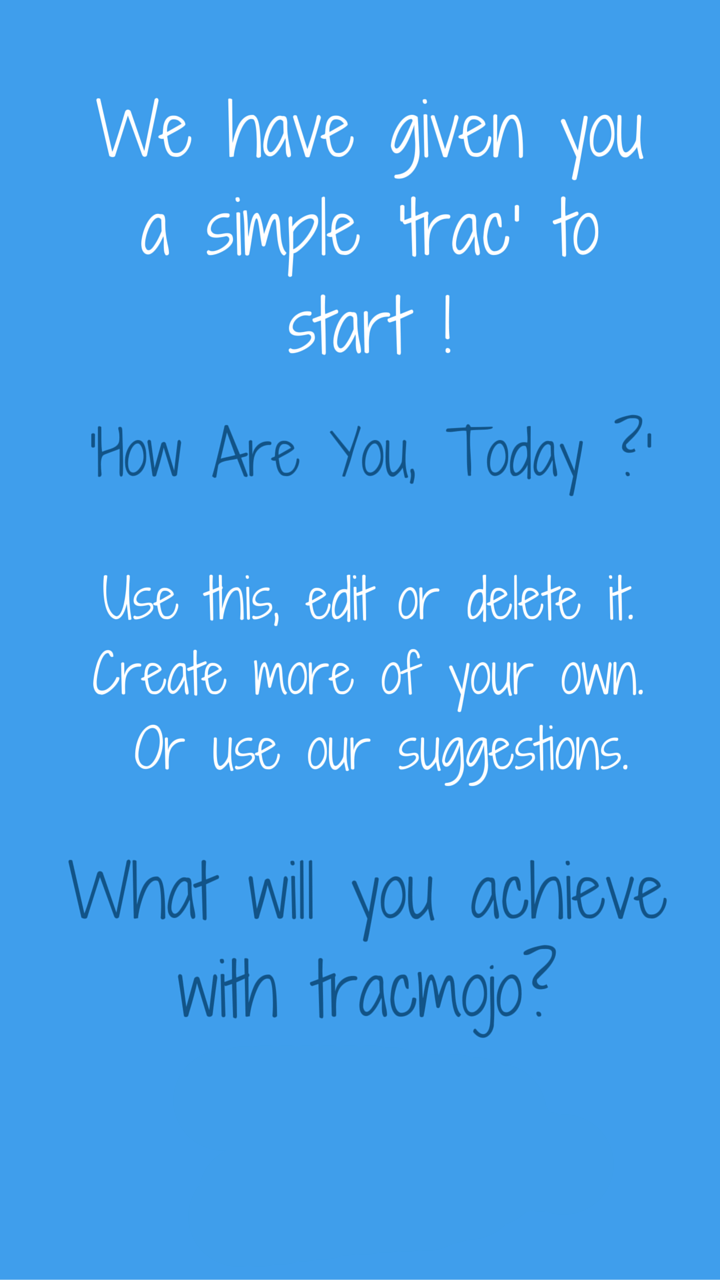 We have given you
a simple 'trac' to
start !
'How Are You, Today ?'
Use this, edit or delete it.
Create more of your own.
Or use our suggestions.
What will you achieve
with tracmojo?